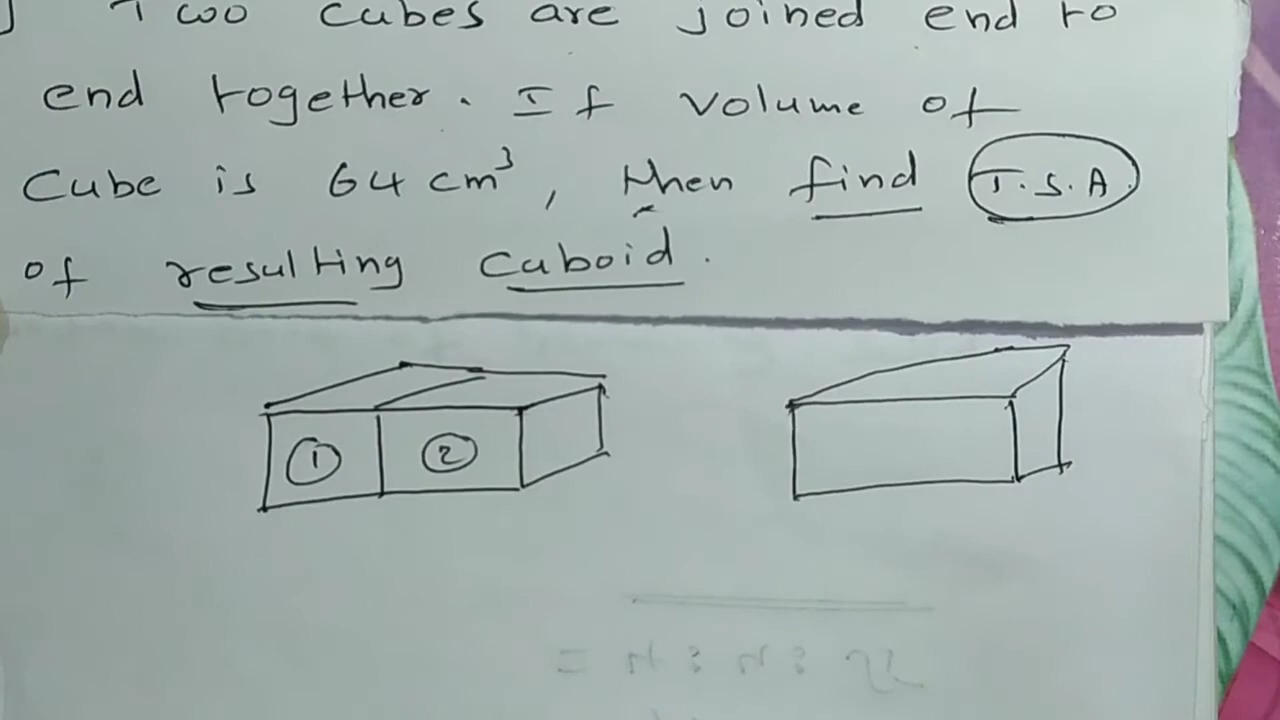 Two cubes are joined end to
end together. If volume of
Cube is 64 cm³, then find T.S.A.
of resulting cuboid.
① ②